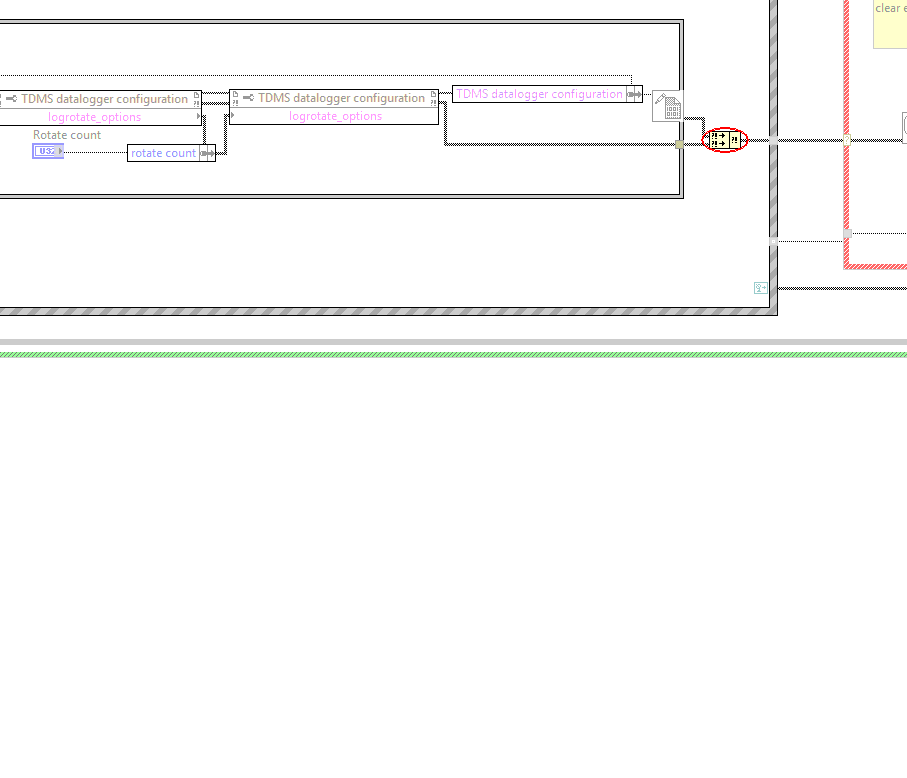 clear
TDMS datalogger configuration
logrotate_options
Rotate count
U32
rotate count
TDMS datalogger configuration
logrotate_options
TDMS datalogger configuration